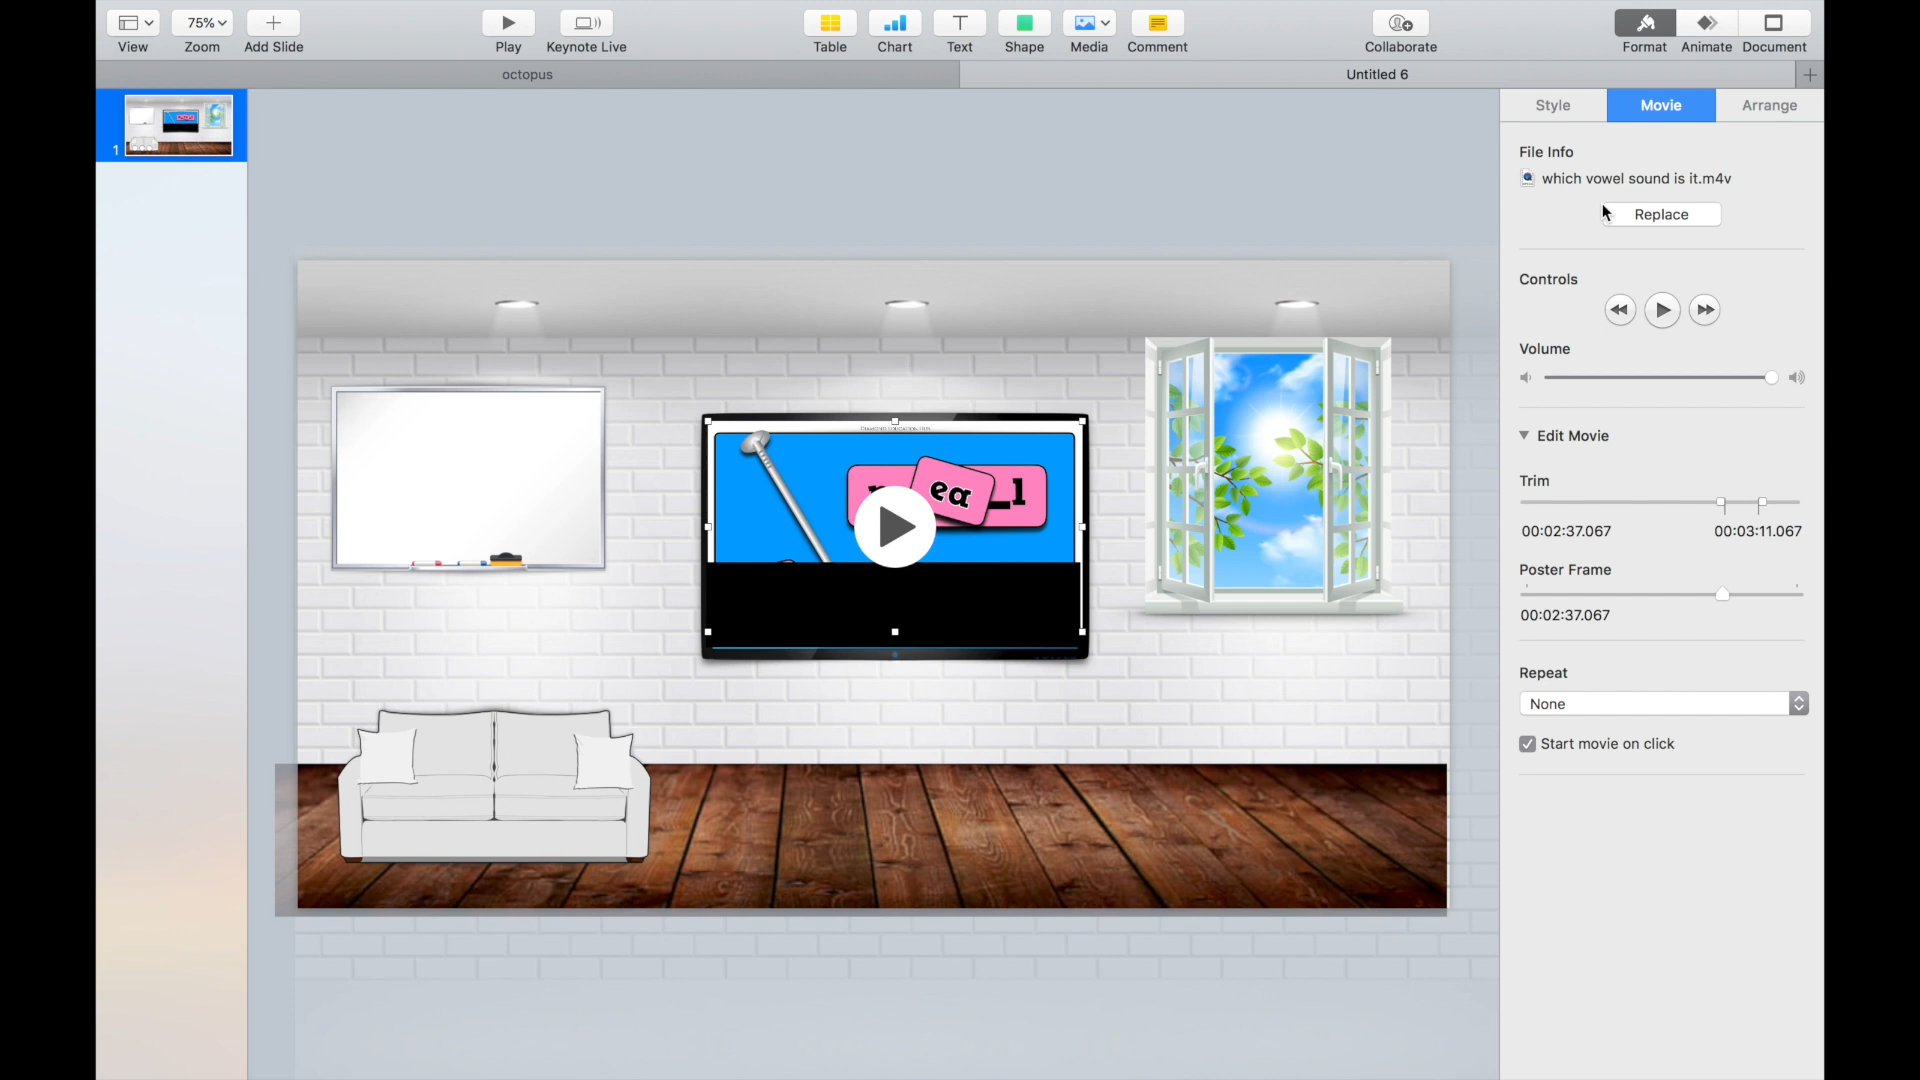 View
75%
Zoom
Add Slide
Play
Keynote Live
Table
Chart
Text
Shape
Media
Comment
Collaborate
Format
Animate
Document
octopus
Untitled 6
Style
Movie
Arrange
1
File Info
which vowel sound is it.m4v
Replace
Controls
Volume
Edit Movie
Trim
00:02:37.067
00:03:11.067
Poster Frame
00:02:37.067
Repeat
None
Start movie on click
ea
_l